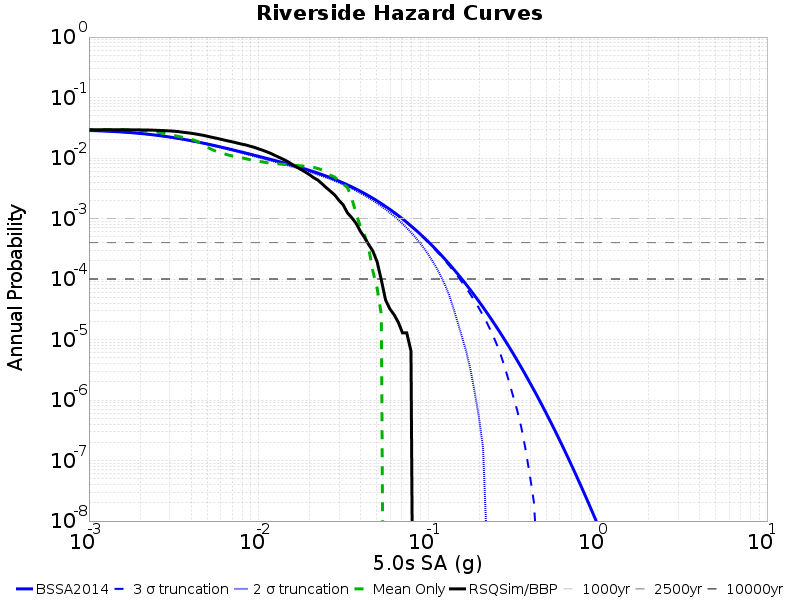 Riverside Hazard Curves
Annual Probability
10^0
10^-1
10^-2
10^-3
10^-4
10^-5
10^-6
10^-7
10^-8
10^-3 10^-2 10^-1 10^0 10^1
5.0s SA (g)
BSSA2014 3 σ truncation 2 σ truncation Mean Only RSQSim/BBP 1000yr 2500yr 10000yr